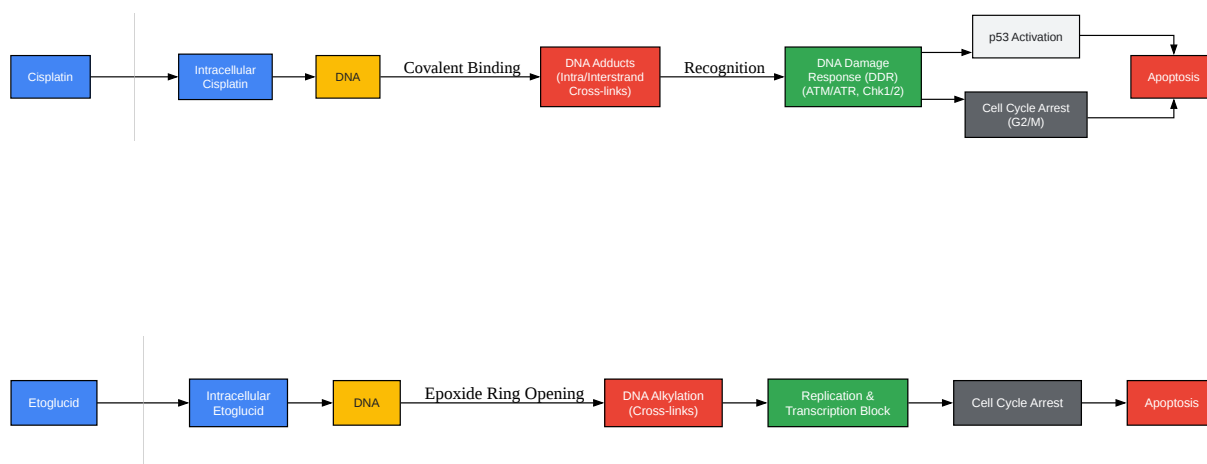 Cisplatin
Intracellular
Cisplatin
DNA
Covalent Binding
DNA Adducts
(Intra/Interstrand
Cross-links)
Recognition
DNA Damage
Response (DDR)
(ATM/ATR, Chk1/2)
p53 Activation
Cell Cycle Arrest
(G2/M)
Apoptosis
Etoglucid
Intracellular
Etoglucid
DNA
Epoxide Ring Opening
DNA Alkylation
(Cross-links)
Replication &
Transcription Block
Cell Cycle Arrest
Apoptosis